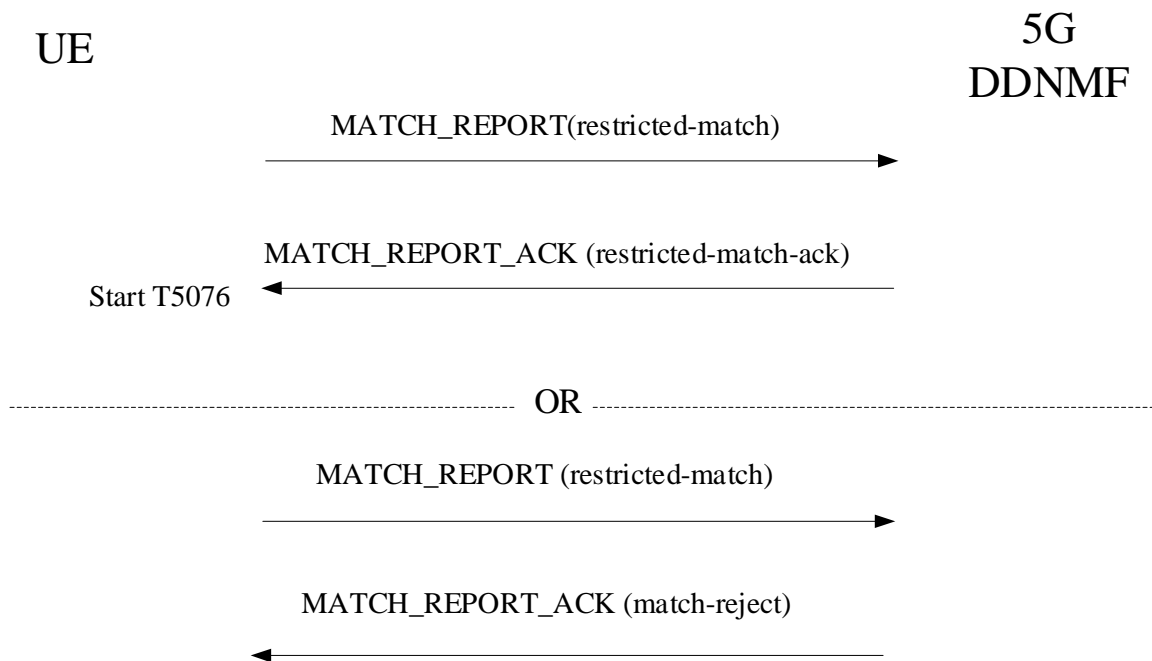 UE
5G
DDNMF
MATCH_REPORT(restricted-match)
MATCH_REPORT_ACK (restricted-match-ack)
Start T5076
OR
MATCH_REPORT (restricted-match)
MATCH_REPORT_ACK (match-reject)